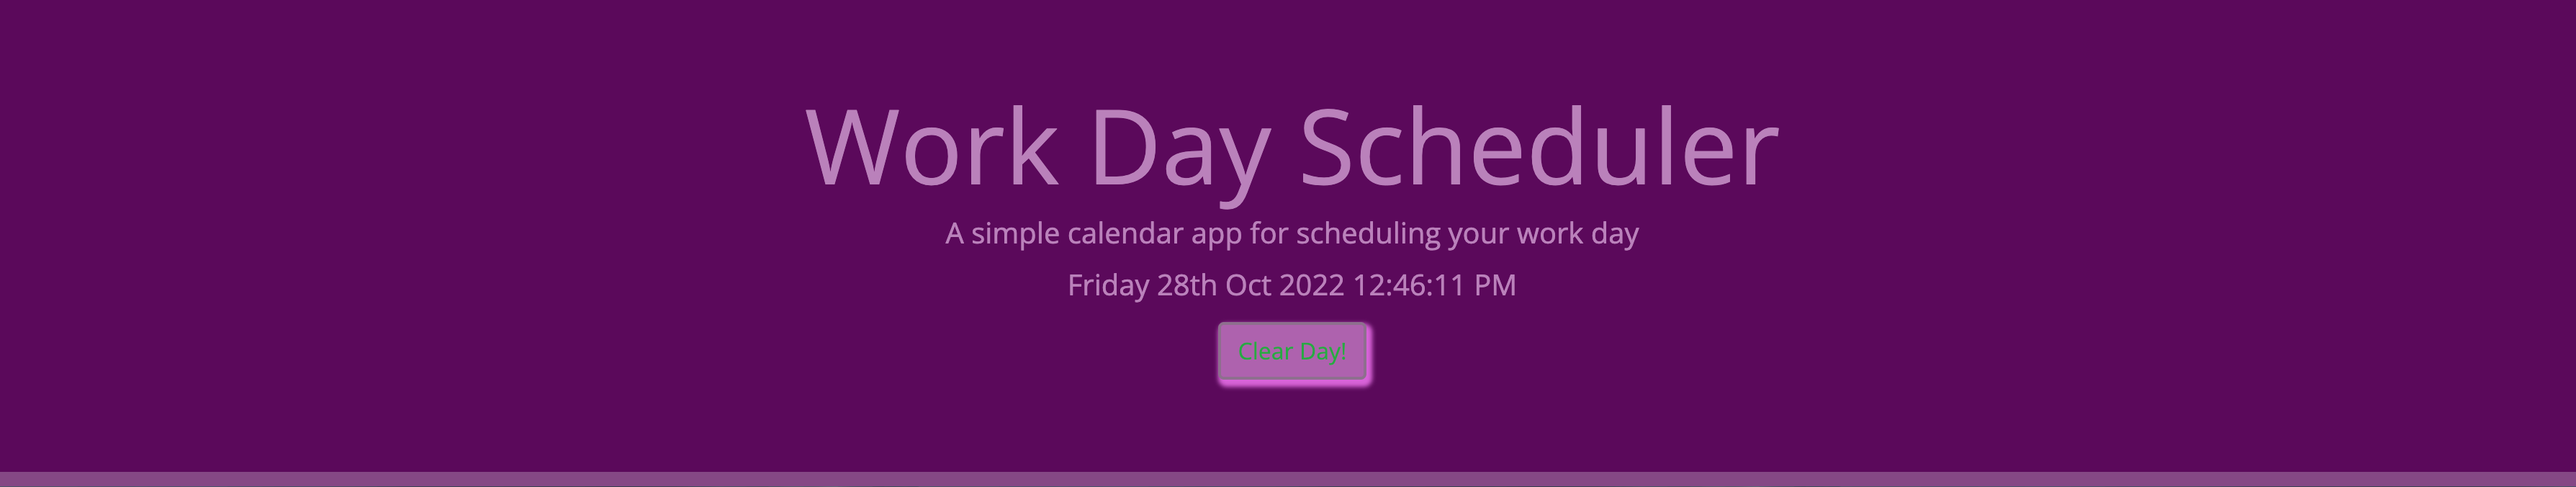 Work Day Scheduler
A simple calendar app for scheduling your work day
Friday 28th Oct 2022 12:46:11 PM
Clear Day!